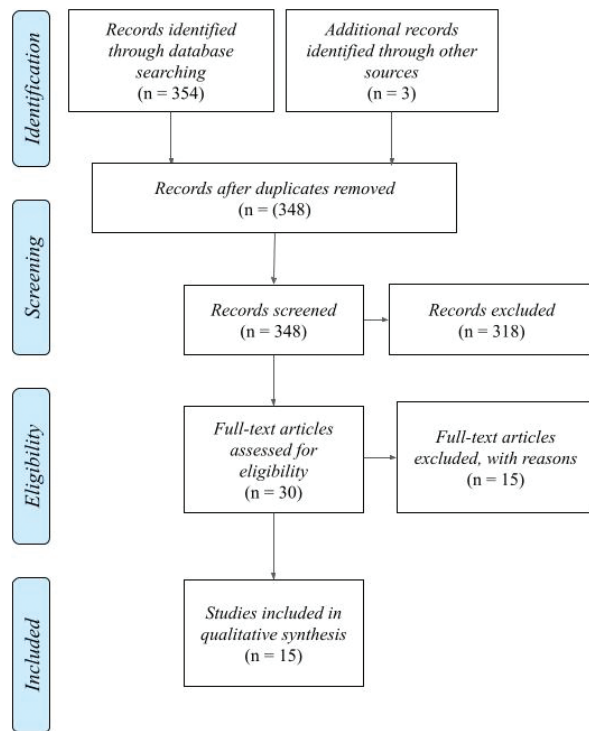 Identification
Records identified
through database
searching
(n = 354)
Additional records
identified through other
sources
(n = 3)
Records after duplicates removed
(n = (348)
Screening
Records screened
(n = 348)
Records excluded
(n = 318)
Eligibility
Full-text articles
assessed for
eligibility
(n = 30)
Full-text articles
excluded, with reasons
(n = 15)
Included
Studies included in
qualitative synthesis
(n = 15)